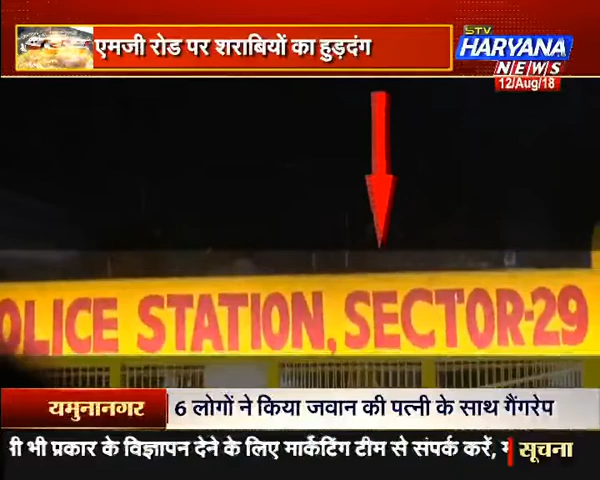 एमजी रोड पर शराबियों का हुड़दंग
STV
HARYANA
NEWS
12/Aug/18
OLICE STATION, SECTOR-29
यमुनानगर
6 लोगों ने किया जवान की पत्नी के साथ गैंगरेप
भी प्रकार के विज्ञापन देने के लिए मार्केटिंग टीम से संपर्क करें,
सूचना